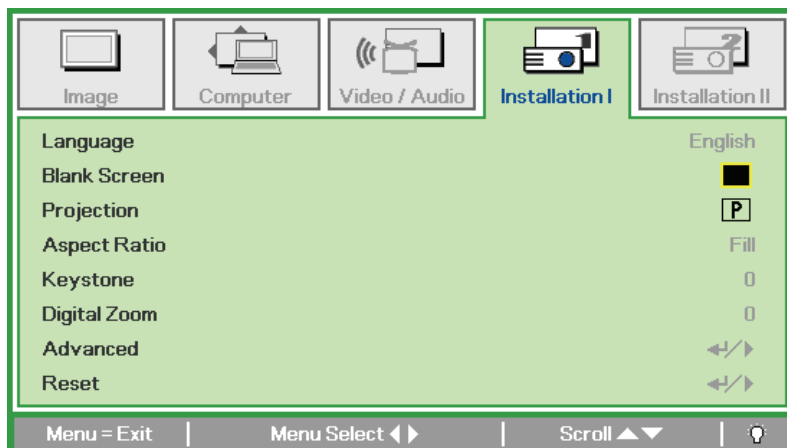 Image Computer Video / Audio Installation I Installation II
Language English
Blank Screen
Projection P
Aspect Ratio Fill
Keystone 0
Digital Zoom 0
Advanced ↵/▶
Reset ↵/▶
Menu = Exit | Menu Select ◀▶ | Scroll ▲▼ |